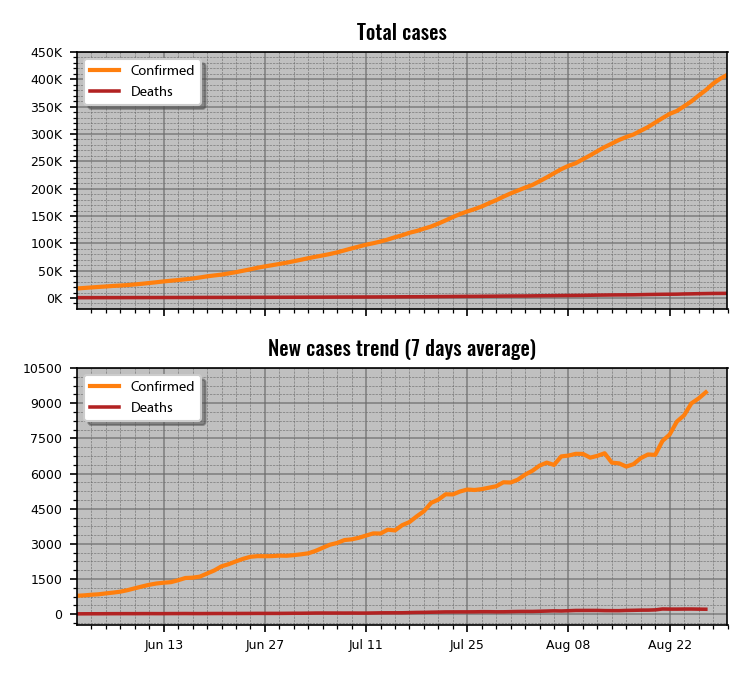 Total cases
450K
400K
350K
300K
250K
200K
150K
100K
50K
0K
Confirmed
Deaths
New cases trend (7 days average)
10500
9000
7500
6000
4500
3000
1500
0
Confirmed
Deaths
Jun 13 Jun 27 Jul 11 Jul 25 Aug 08 Aug 22